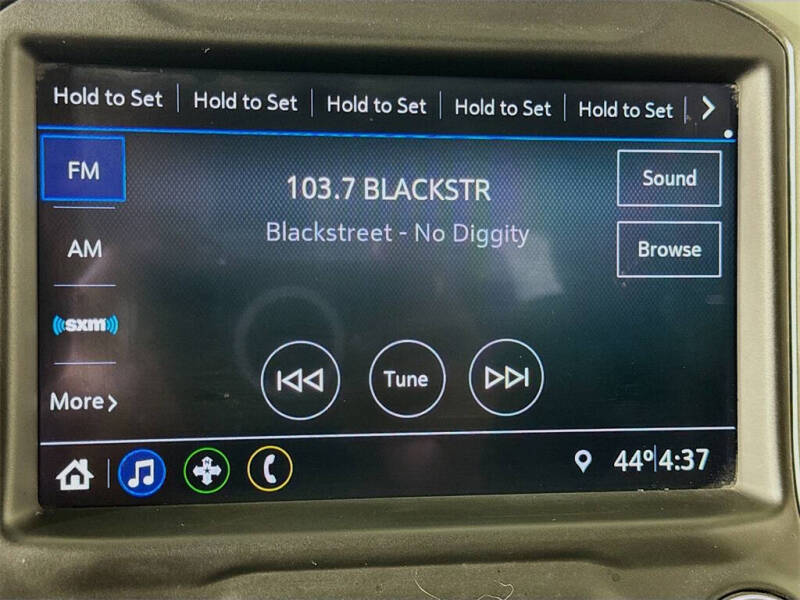 Hold to Set | Hold to Set | Hold to Set | Hold to Set | Hold to Set
FM
103.7 BLACKSTR
Sound
Blackstreet - No Diggity
AM
Browse
sxm
Tune
More
N
44° 4:37